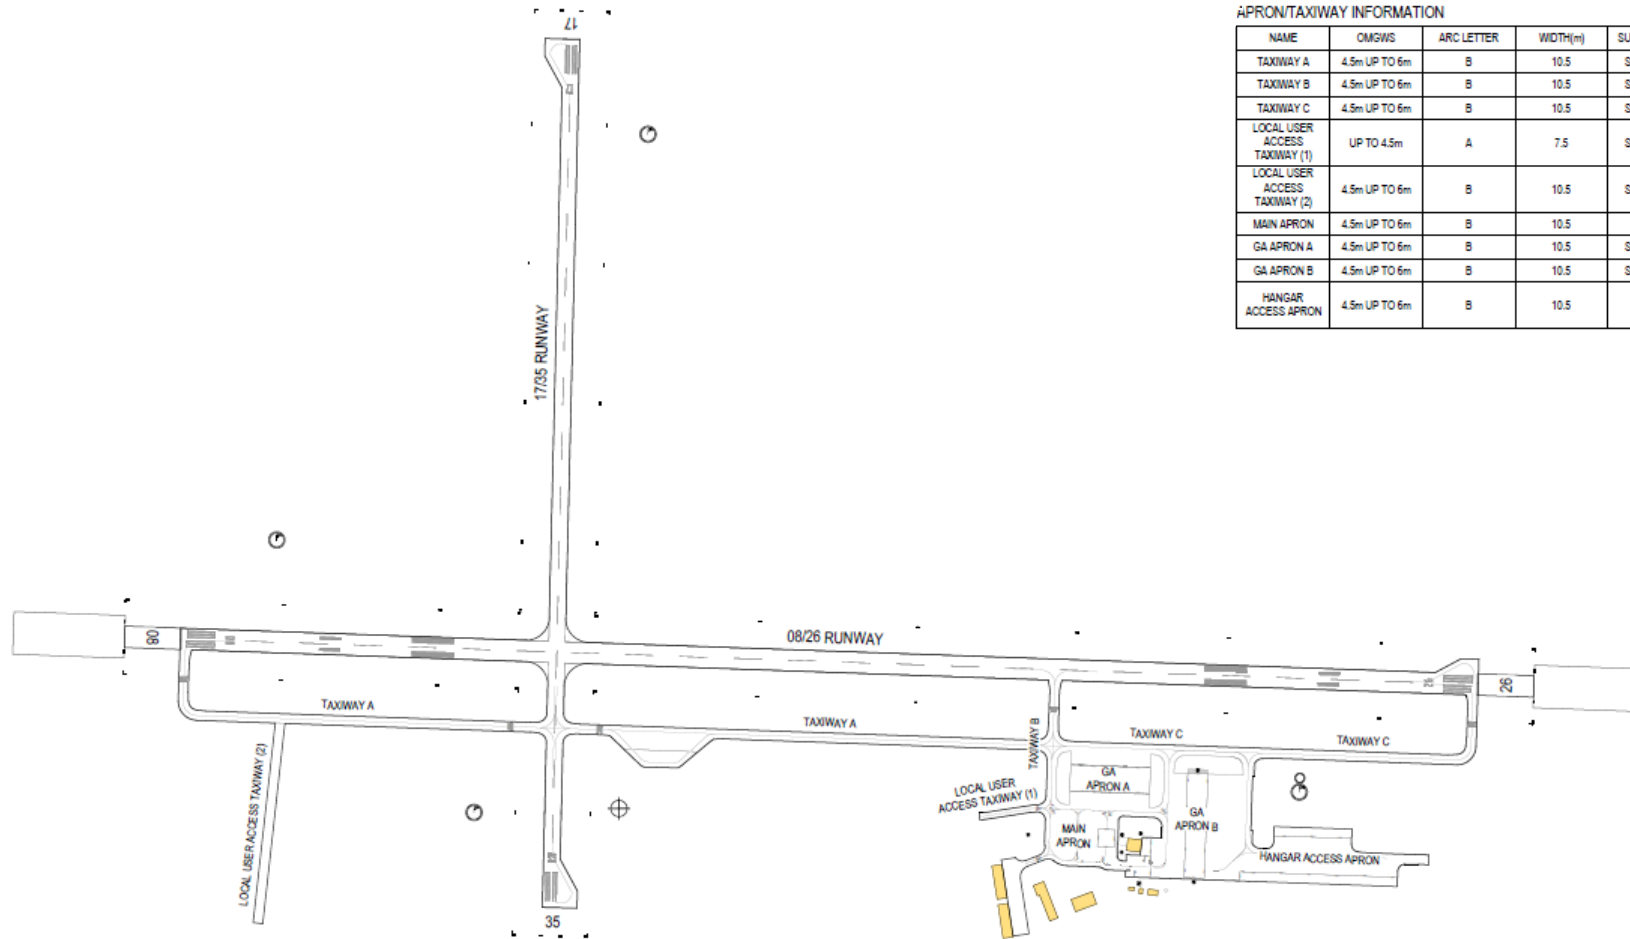 APRON/TAXIWAY INFORMATION
NAME OMGWS ARC LETTER WIDTH(m) SU
TAXIWAY A 4.5m UP TO 6m B 10.5 S
TAXIWAY B 4.5m UP TO 6m B 10.5 S
TAXIWAY C 4.5m UP TO 6m B 10.5 S
LOCAL USER
ACCESS
TAXIWAY (1) UP TO 4.5m A 7.5 S
LOCAL USER
ACCESS
TAXIWAY (2) 4.5m UP TO 6m B 10.5 S
MAIN APRON 4.5m UP TO 6m B 10.5
GA APRON A 4.5m UP TO 6m B 10.5 S
GA APRON B 4.5m UP TO 6m B 10.5 S
HANGAR
ACCESS APRON 4.5m UP TO 6m B 10.5
17
17/35 RUNWAY
08
08/26 RUNWAY
26
26
TAXIWAY A
TAXIWAY A
TAXIWAY B
TAXIWAY C
TAXIWAY C
LOCAL USER ACCESS TAXIWAY (2)
LOCAL USER
ACCESS TAXIWAY (1)
GA
APRON A
GA
APRON B
MAIN
APRON
HANGAR ACCESS APRON
35